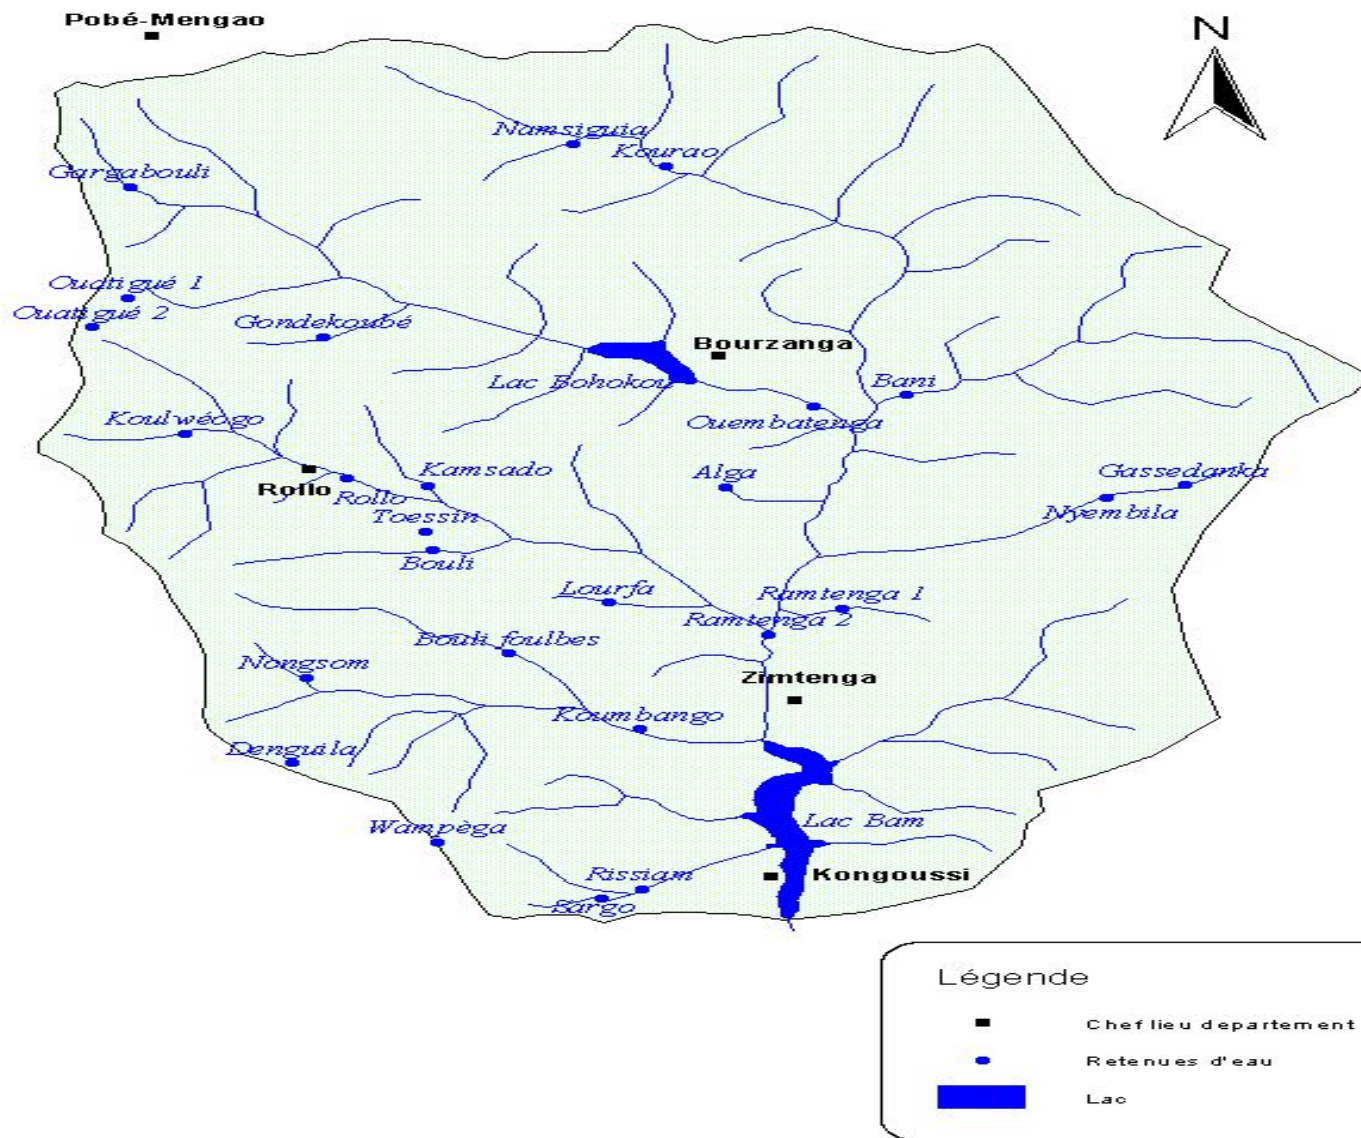 Pobé-Mengao
N
Namsiguia
Kourao
Gargabouli
Ouatigué 1
Ouatigué 2
Gondekoubé
Bourzanga
Lac Bohokou
Bani
Koulwéogo
Ouembatenga
Kamsado
Alga
Gassedanka
Rollo
Rollo
Nyembila
Toessin
Bouli
Lourfa
Ramtenga 1
Ramtenga 2
Bouli foulbes
Nongsom
Zimtenga
Koumbango
Denguila
Wampèga
Lac Bam
Rissiam
Kongoussi
Sargo
Légende
Chef lieu departement
Retenues d'eau
Lac